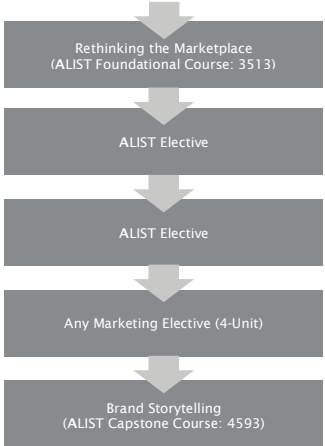 Rethinking the Marketplace
(ALIST Foundational Course: 3513)
ALIST Elective
ALIST Elective
Any Marketing Elective (4-Unit)
Brand Storytelling
(ALIST Capstone Course: 4593)